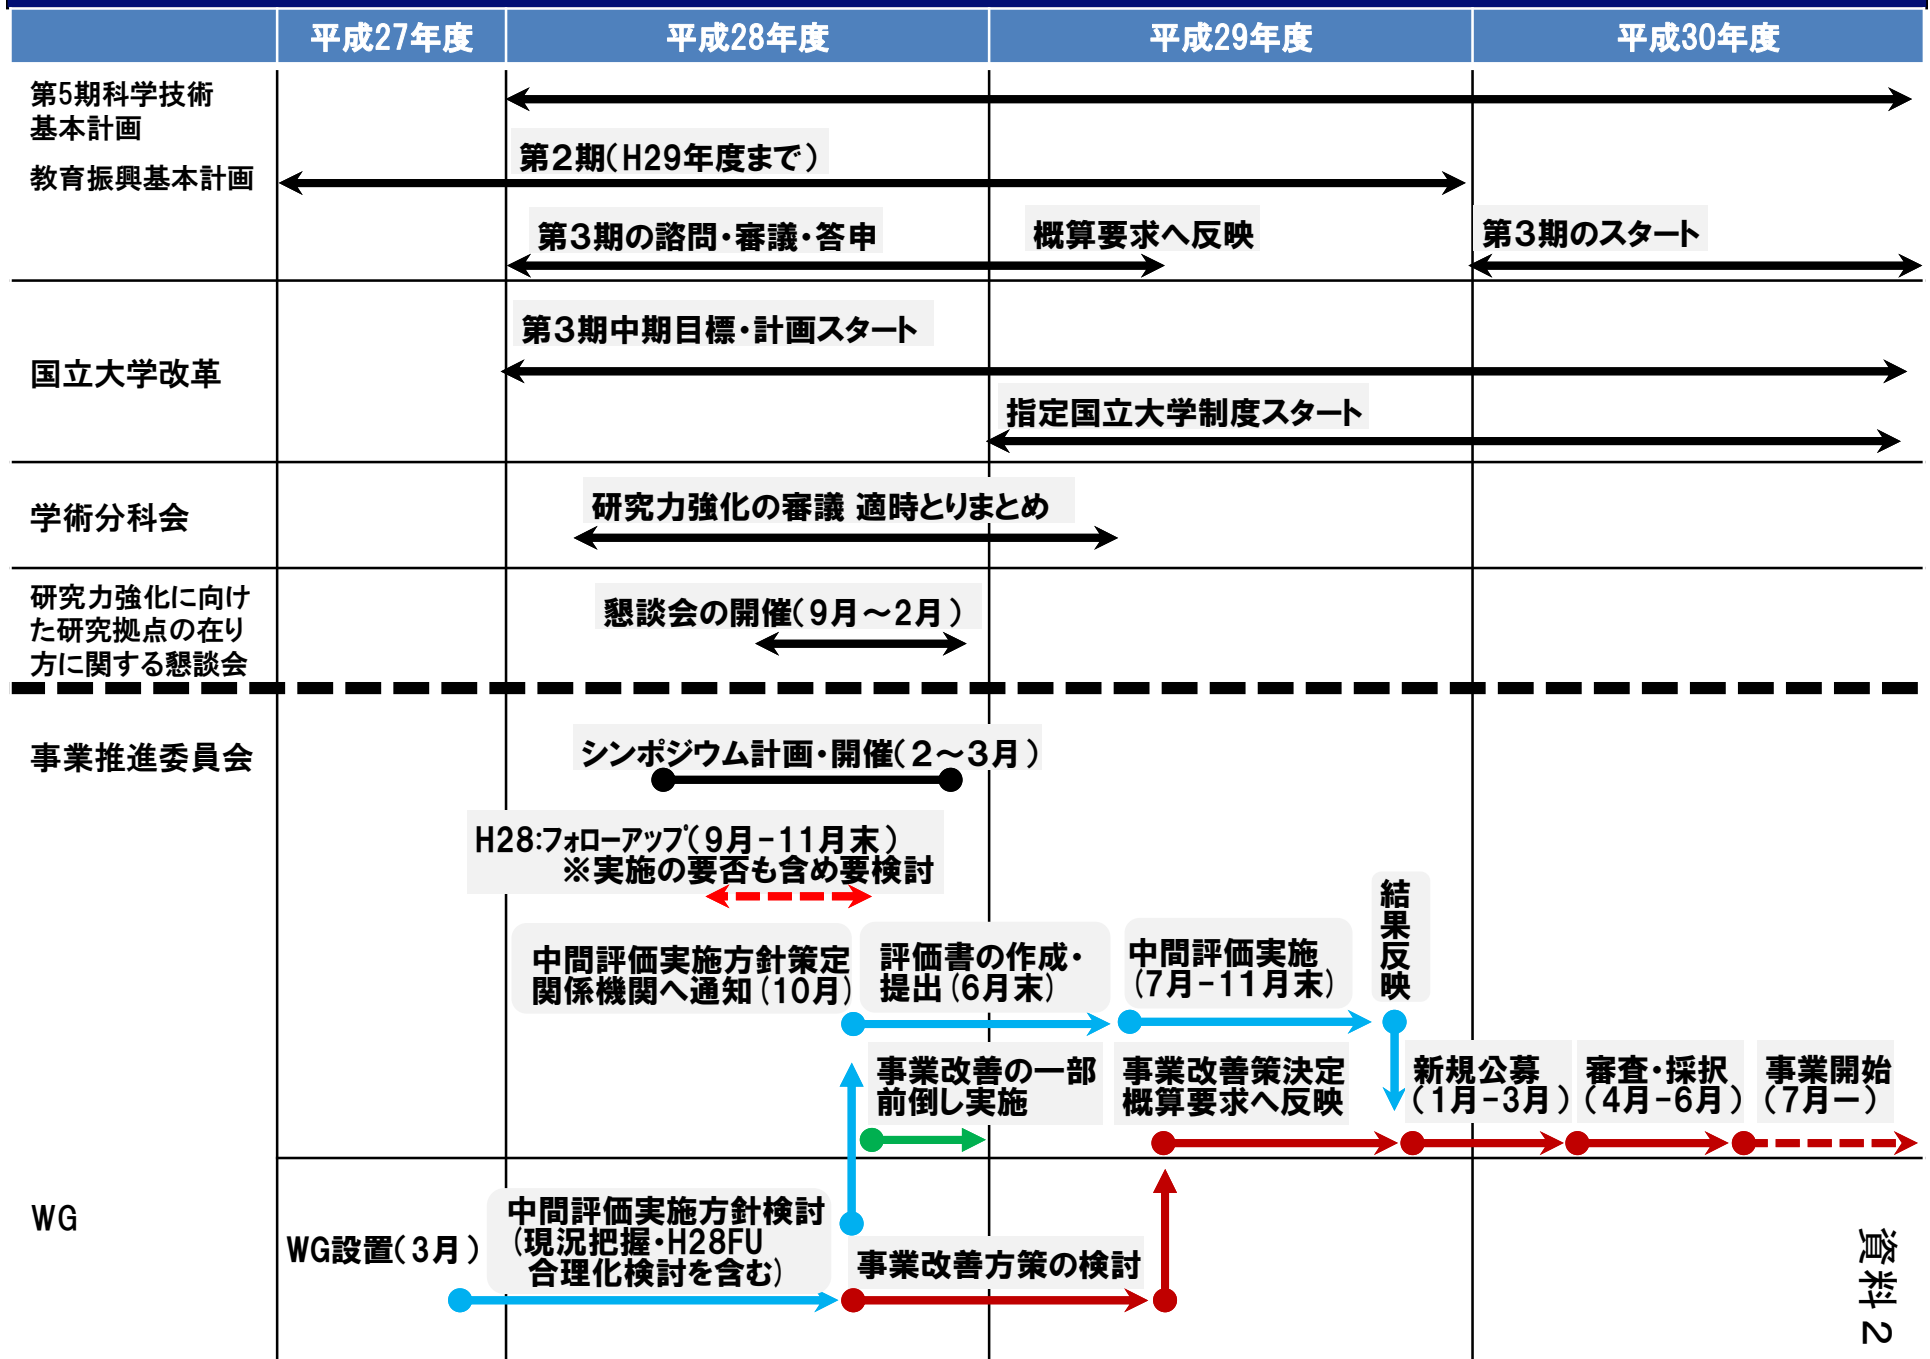 平成27年度 平成28年度 平成29年度 平成30年度
第5期科学技術
基本計画
第２期(H29年度まで)
教育振興基本計画
第３期の諮問・審議・答申
概算要求へ反映
第３期のスタート
第３期中期目標・計画スタート
国立大学改革
指定国立大学制度スタート
学術分科会
研究力強化の審議 適時とりまとめ
研究力強化に向け
た研究拠点の在り
方に関する懇談会
懇談会の開催(9月～2月)
事業推進委員会
シンポジウム計画・開催(２～３月)
H28:フォローアップ(9月-11月末)
※実施の要否も含め要検討
中間評価実施方針策定
関係機関へ通知(10月)
評価書の作成・
提出(6月末)
中間評価実施
(7月-11月末)
結果反映
事業改善の一部
前倒し実施
事業改善策決定
概算要求へ反映
新規公募
(1月-3月)
審査・採択
(4月-6月)
事業開始
(7月ー)
WG
WG設置(3月)
中間評価実施方針検討
(現況把握・H28FU
合理化検討を含む)
事業改善方策の検討
資料２